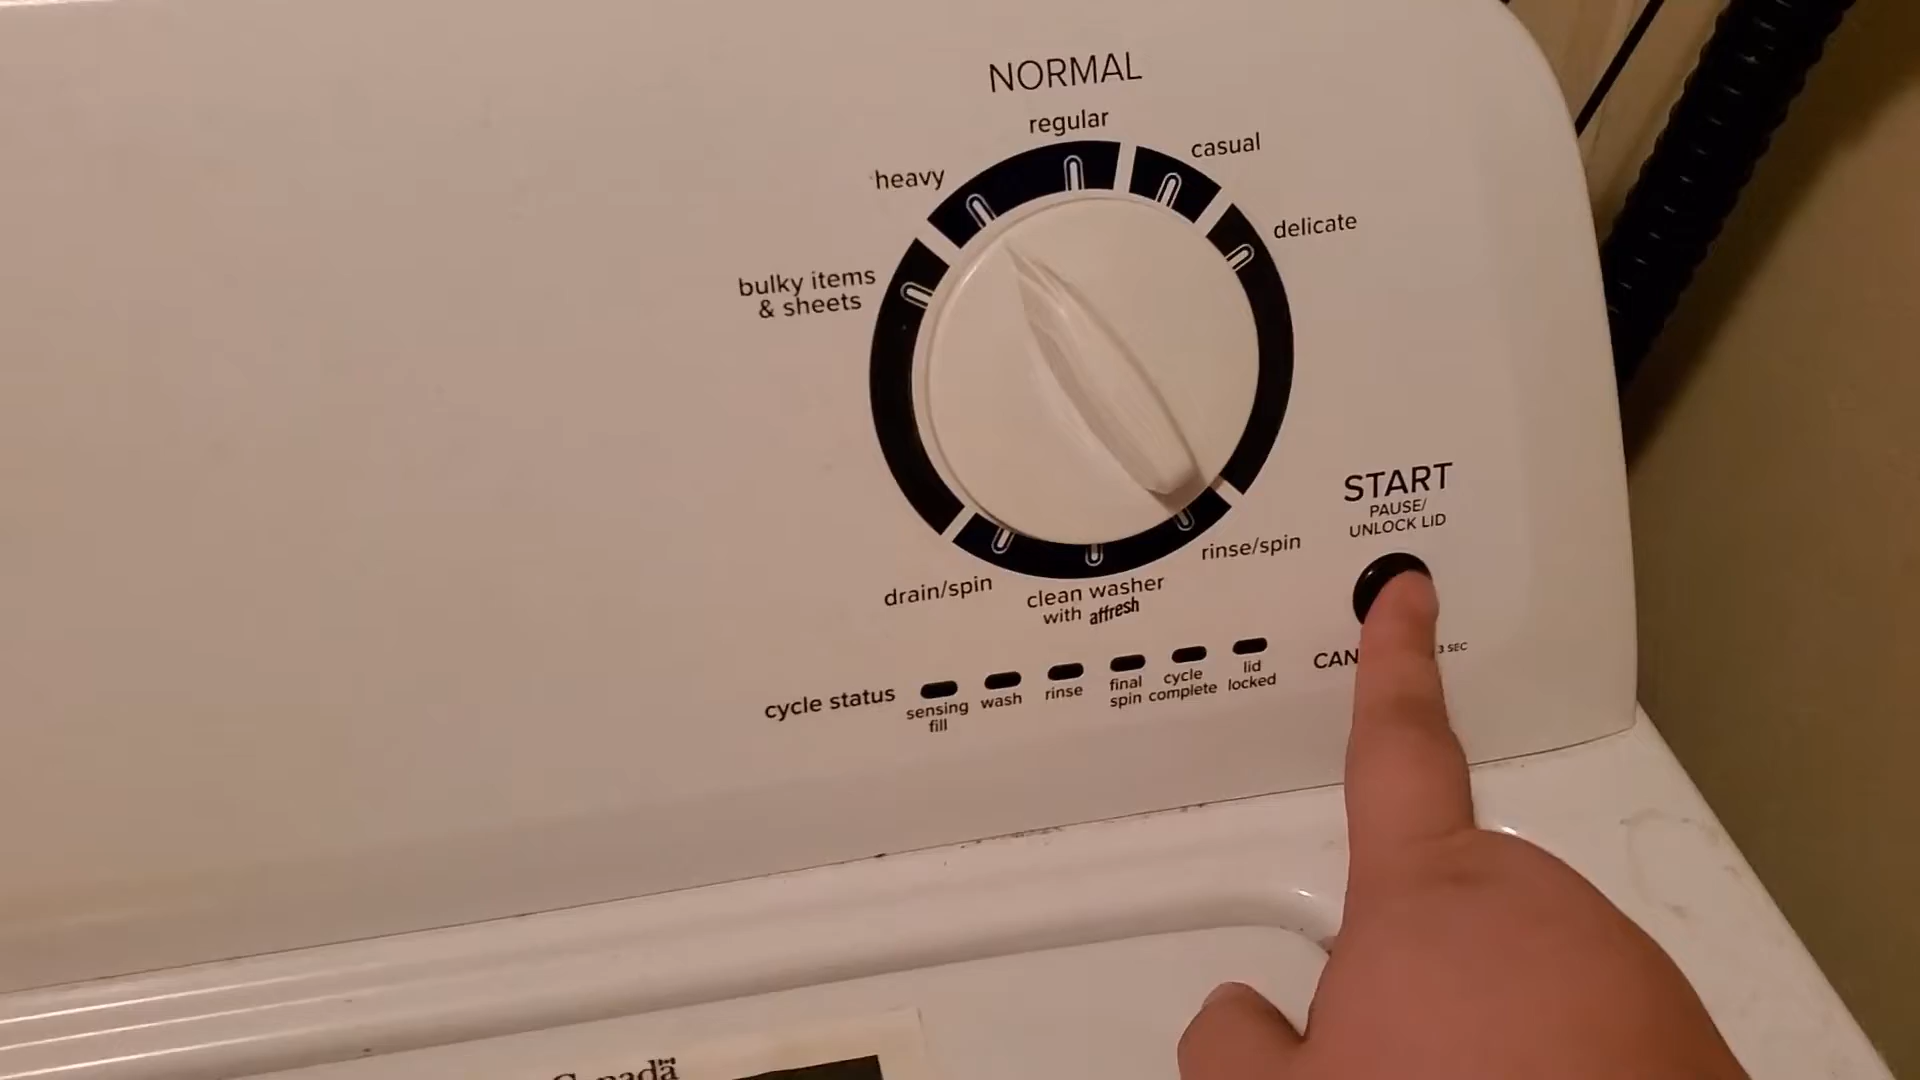 NORMAL
regular
casual
heavy
delicate
bulky items
& sheets
START
PAUSE/
UNLOCK LID
rinse/spin
drain/spin
clean washer
with affresh
cycle status
sensing
fill
wash
rinse
final
spin
cycle
complete
lid
locked
3 SEC
Canada